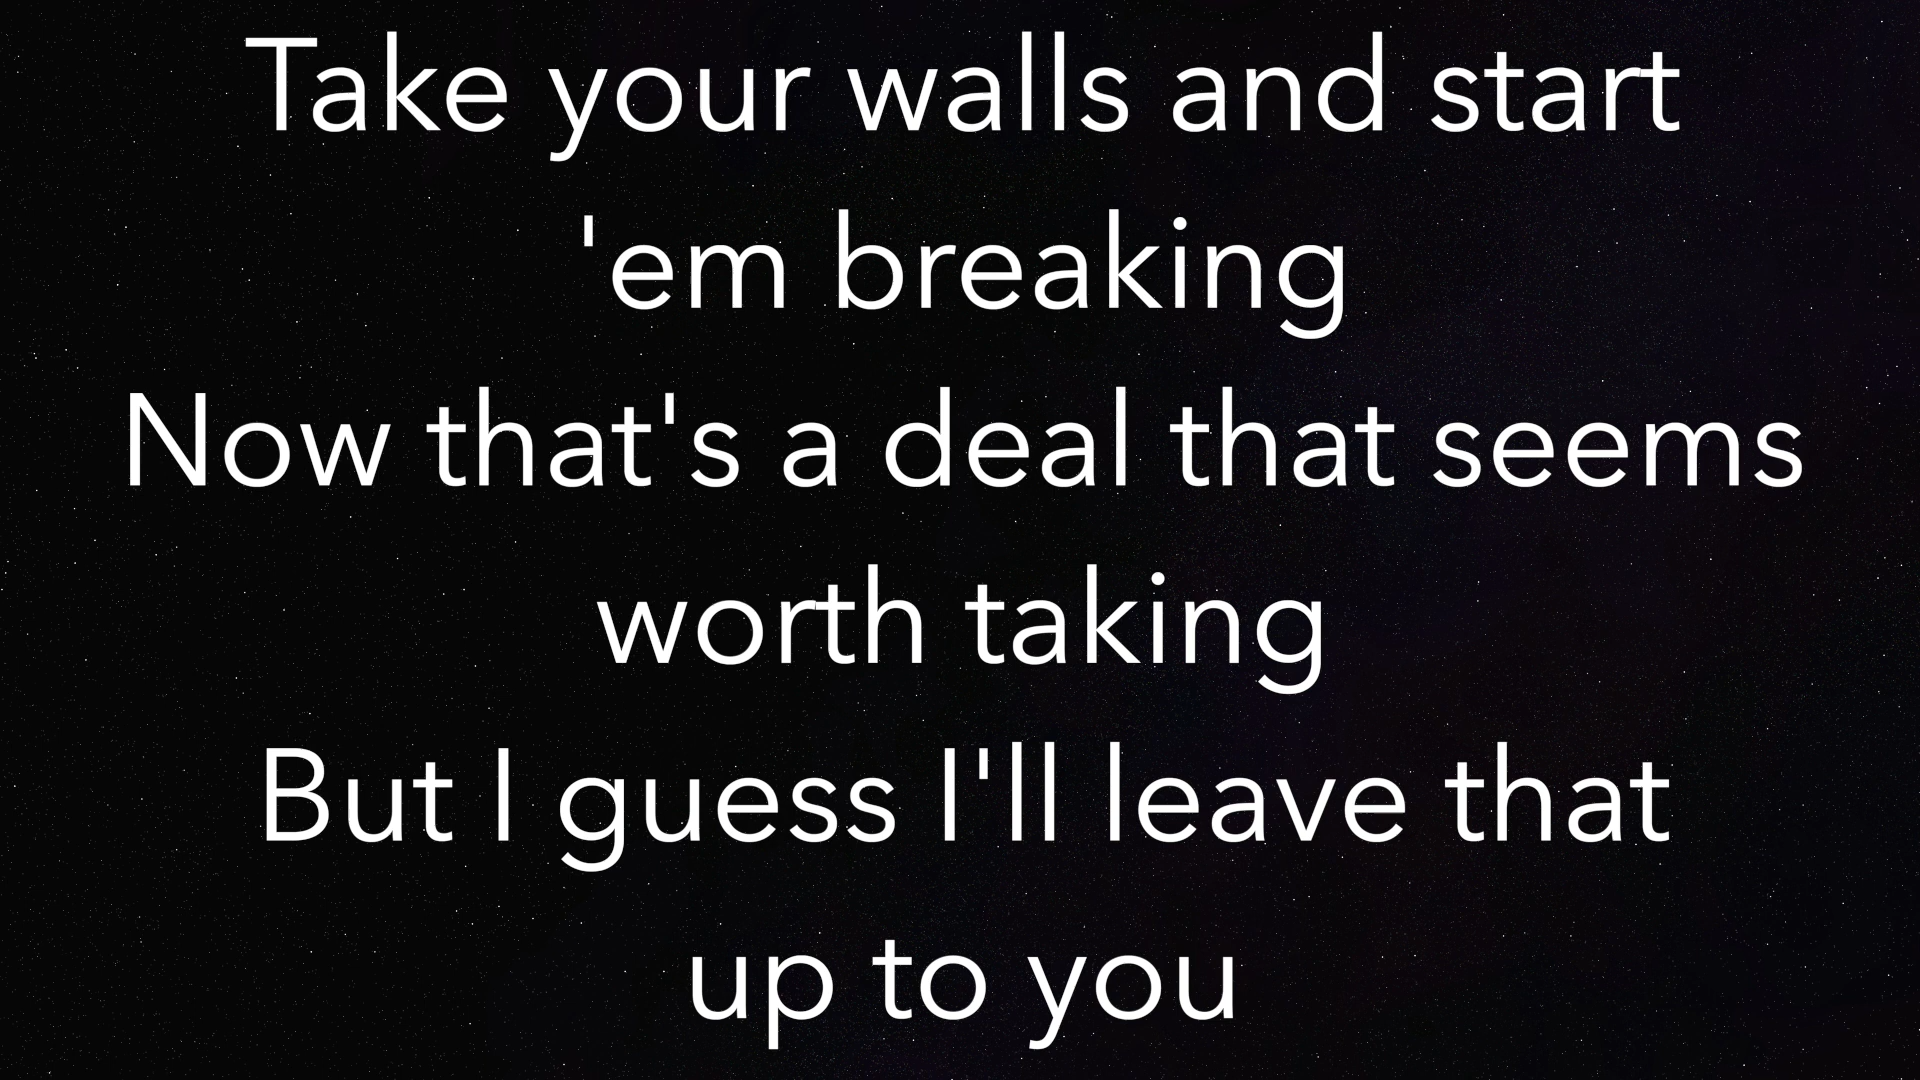 Take your walls and start
'em breaking
Now that's a deal that seems
worth taking
But I guess I'll leave that
up to you